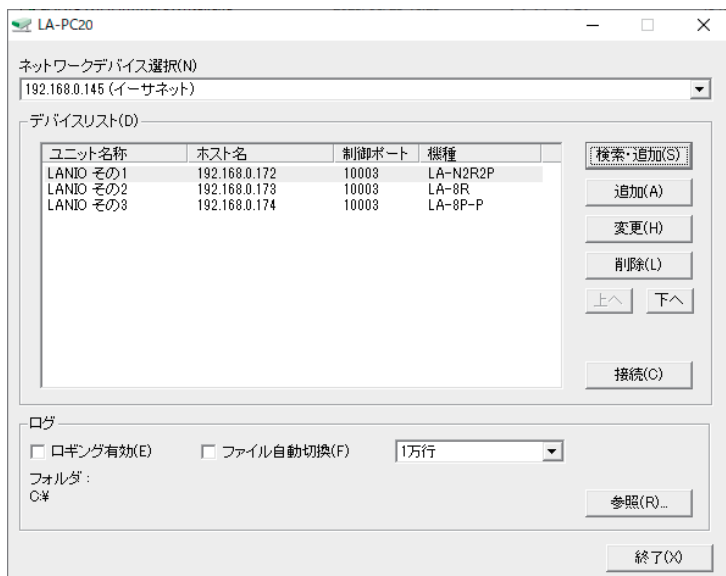 LA-PC20
ネットワークデバイス選択(N)
192.168.0.145 (イーサネット)
デバイスリスト(D)
ユニット名称 ホスト名 制御ポート 機種
LANIO その1 192.168.0.172 10003 LA-N2R2P
LANIO その2 192.168.0.173 10003 LA-8R
LANIO その3 192.168.0.174 10003 LA-8P-P
検索・追加(S)
追加(A)
変更(H)
削除(L)
上へ 下へ
接続(C)
ログ
ロギング有効(E) ファイル自動切換(F) 1万行
フォルダ:
C:¥
参照(R)...
終了(X)